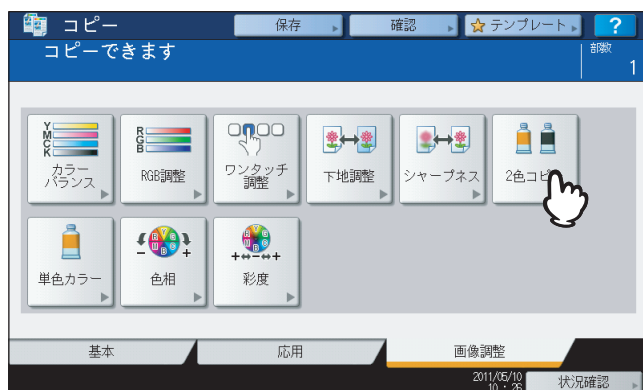 コピー
保存
確認
テンプレート
?
コピーできます
部数
1
Y
M
C
K
カラー
バランス
R
G
B
RGB調整
ワンタッチ
調整
下地調整
シャープネス
2色コピー
単色カラー
色相
彩度
基本
応用
画像調整
2011/05/10
10:26
状況確認